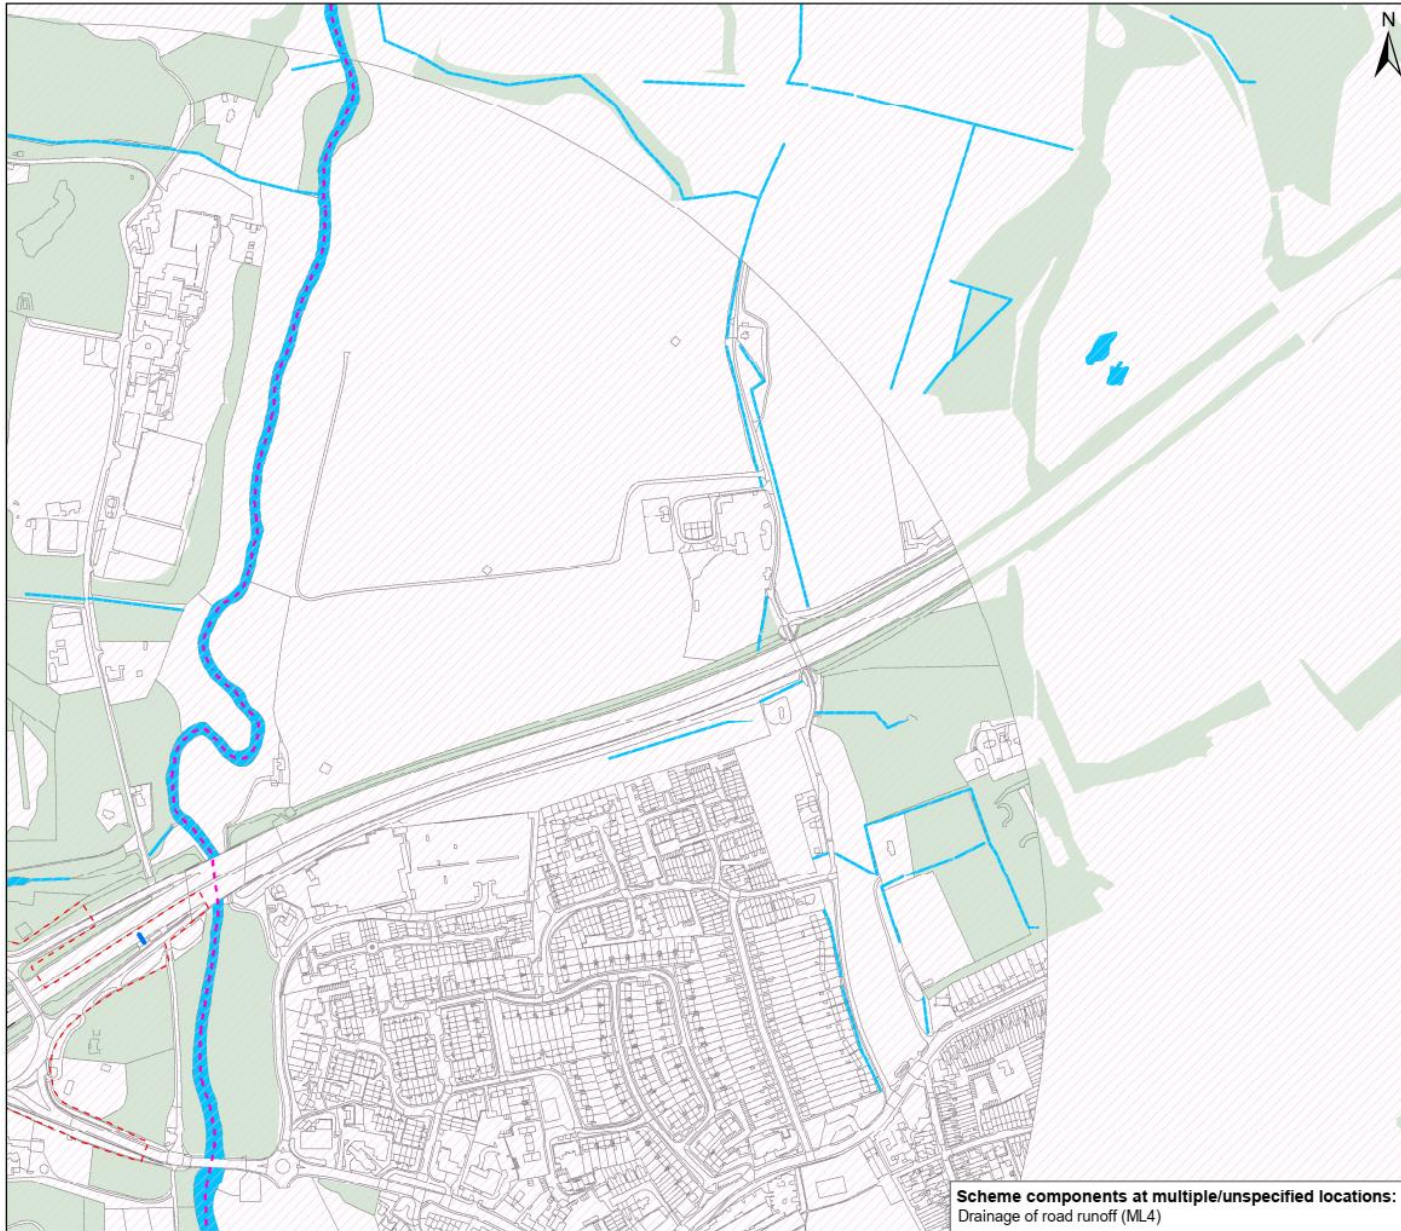 N
Scheme components at multiple/unspecified locations:
Drainage of road runoff (ML4)